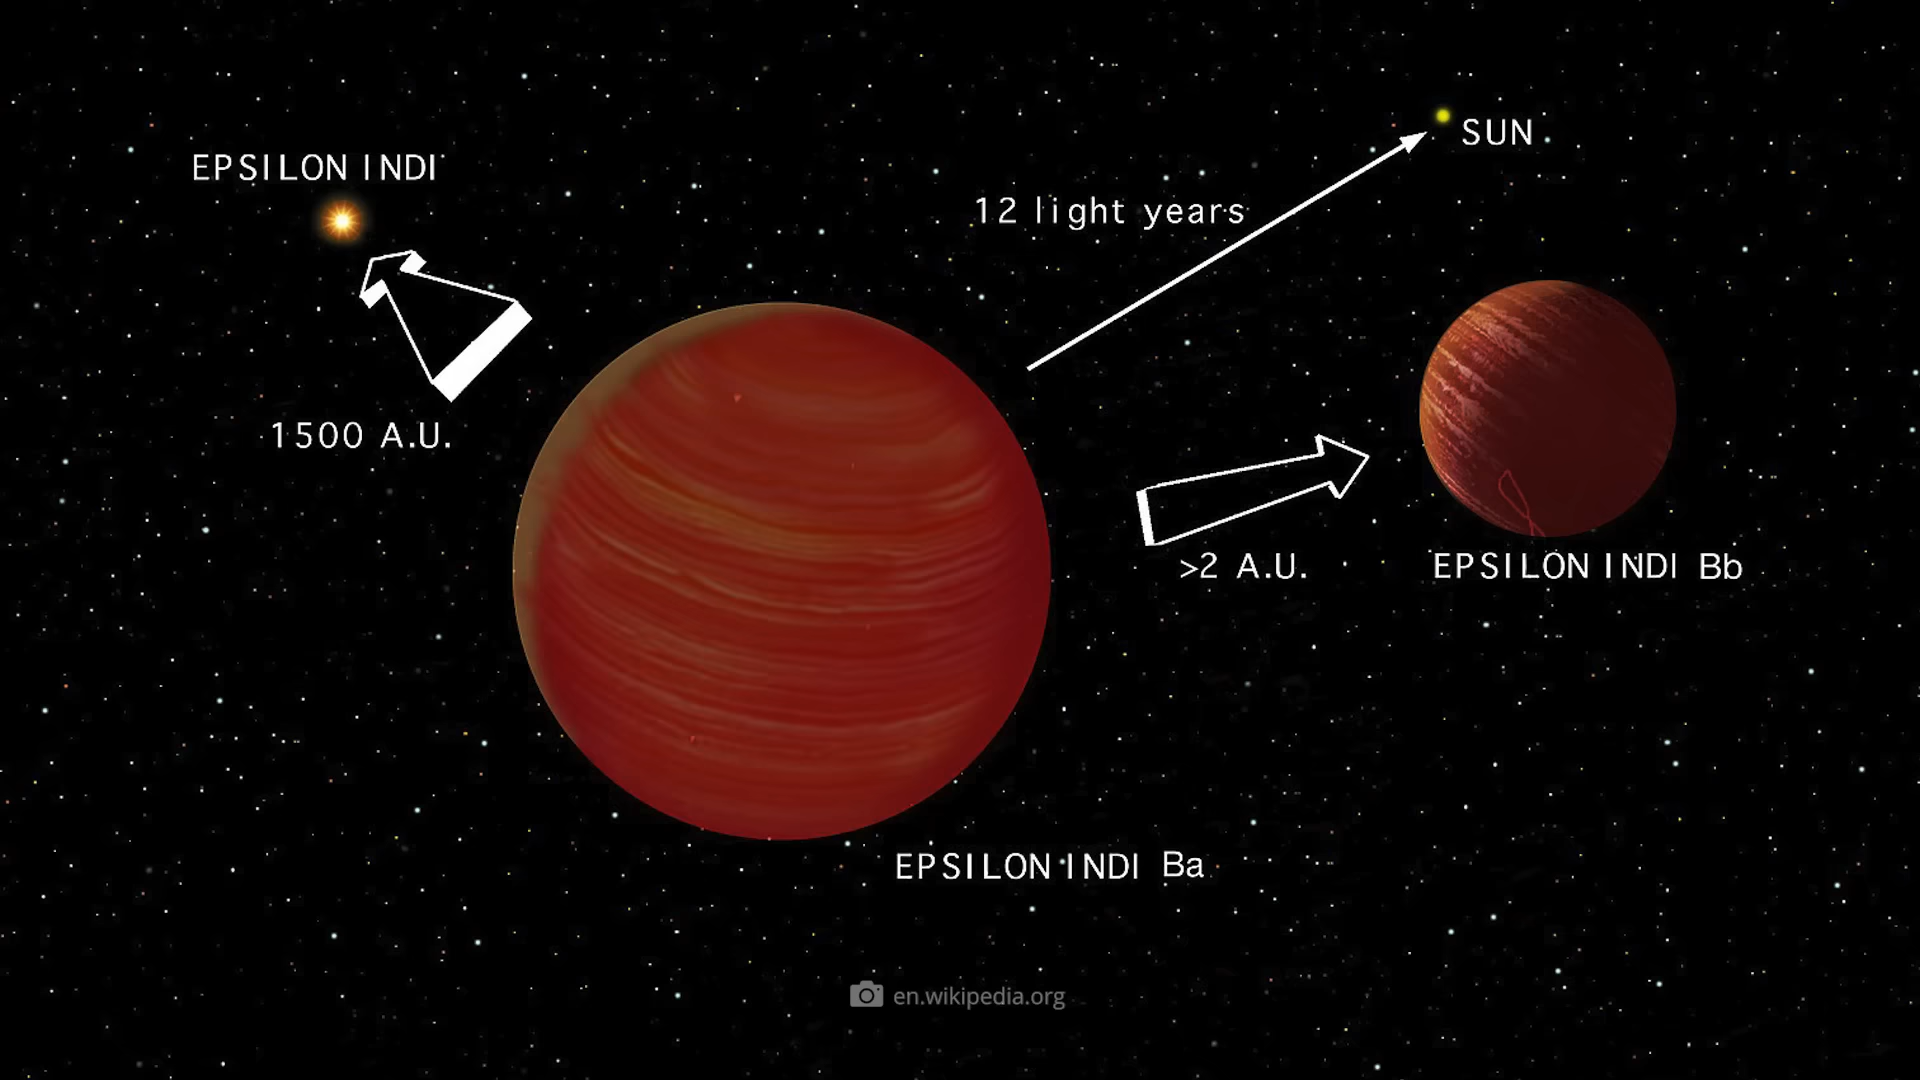 SUN
EPSILON INDI
12 light years
1500 A.U.
>2 A.U.
EPSILON INDI Bb
EPSILON INDI Ba
en.wikipedia.org